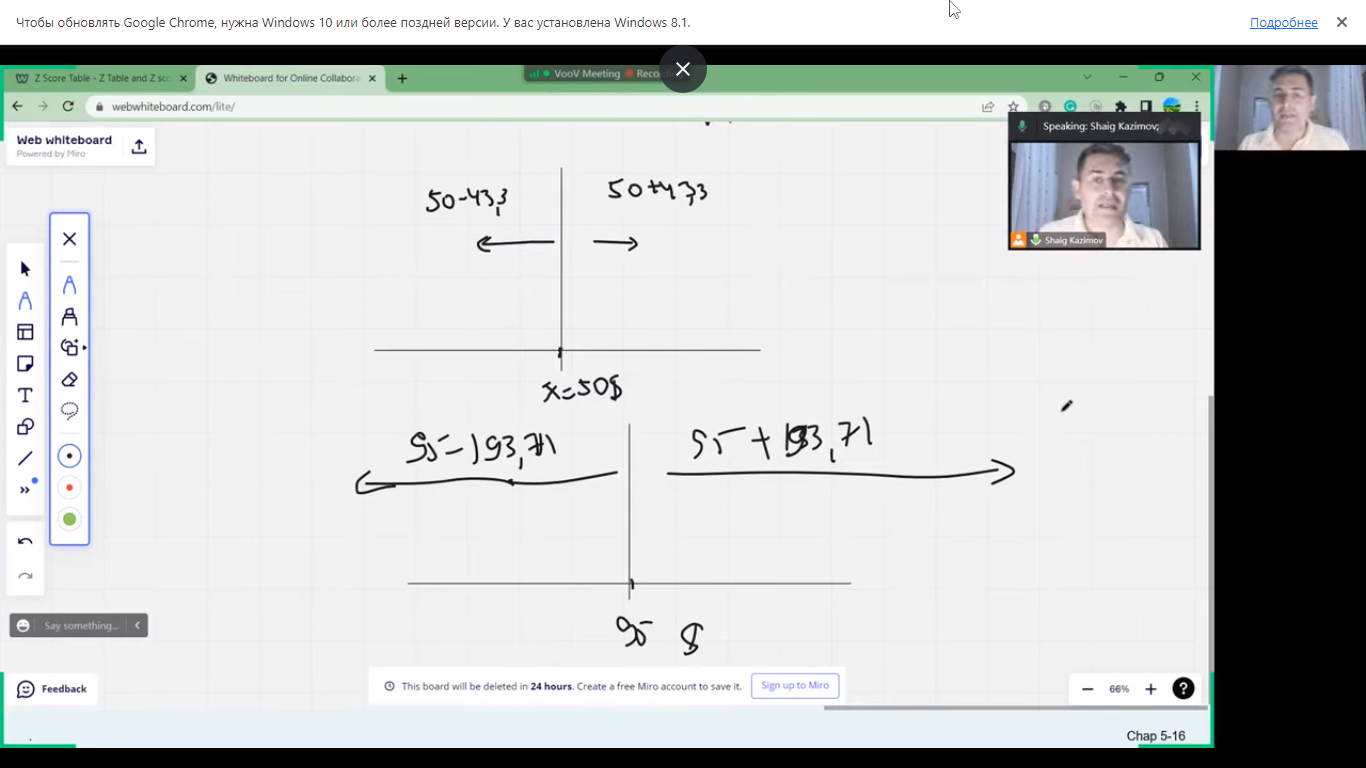 Чтобы обновлять Google Chrome, нужна Windows 10 или более поздней версии. У вас установлена Windows 8.1.
Подробнее
Z Score Table - Z Table and Z sco
Whiteboard for Online Collabora
VooV Meeting
webwhiteboard.com/lite/
Web whiteboard
Powered by Miro
Speaking: Shaig Kazimov;
Shaig Kazimov
50-43,3
50+43,3
x=50$
95-193,71
95+193,71
95 $
T
Say something...
Feedback
This board will be deleted in 24 hours. Create a free Miro account to save it.
Sign up to Miro
66%
Chap 5-16